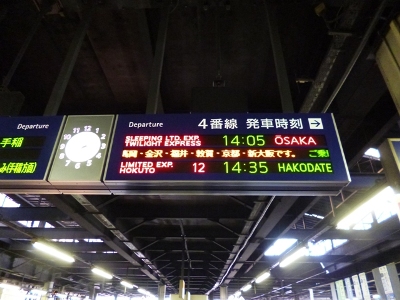 Departure
手稲
Departure 4番線 発車時刻
SLEEPING LTD. EXP.
TWILIGHT EXPRESS 14:05 ŌSAKA
・金沢・福井・敦賀・京都・新大阪です。 ご乗
LIMITED EXP.
HOKUTO 12 14:35 HAKODATE